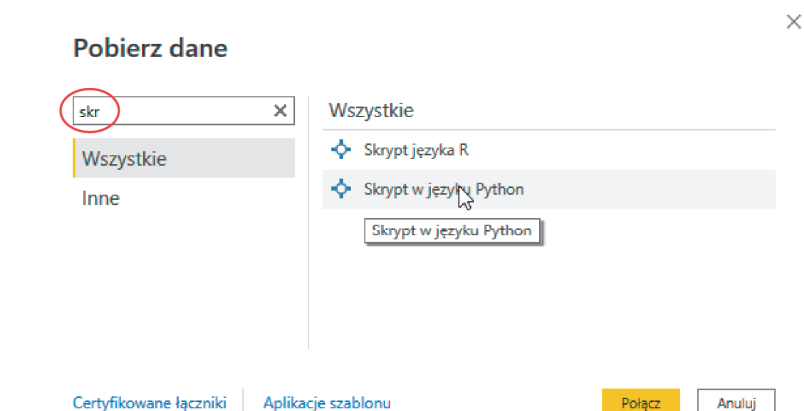 Pobierz dane
skr
Wszystkie
Inne
Wszystkie
Skrypt języka R
Skrypt w języku Python
Skrypt w języku Python
Certyfikowane łączniki
Aplikacje szablonu
Połącz
Anuluj